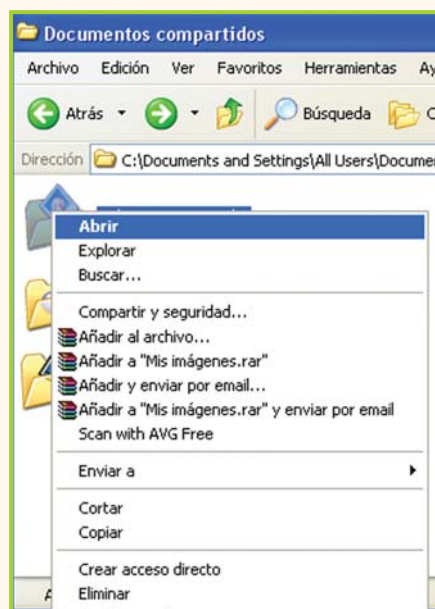 Documentos compartidos
Archivo Edición Ver Favoritos Herramientas Ay
Atrás Búsqueda C
Dirección C:\Documents and Settings\All Users\Docume
Abrir
Explorar
Buscar...
Compartir y seguridad...
Añadir al archivo...
Añadir a "Mis imágenes.rar"
Añadir y enviar por email...
Añadir a "Mis imágenes.rar" y enviar por email
Scan with AVG Free
Enviar a
Cortar
Copiar
Crear acceso directo
Eliminar